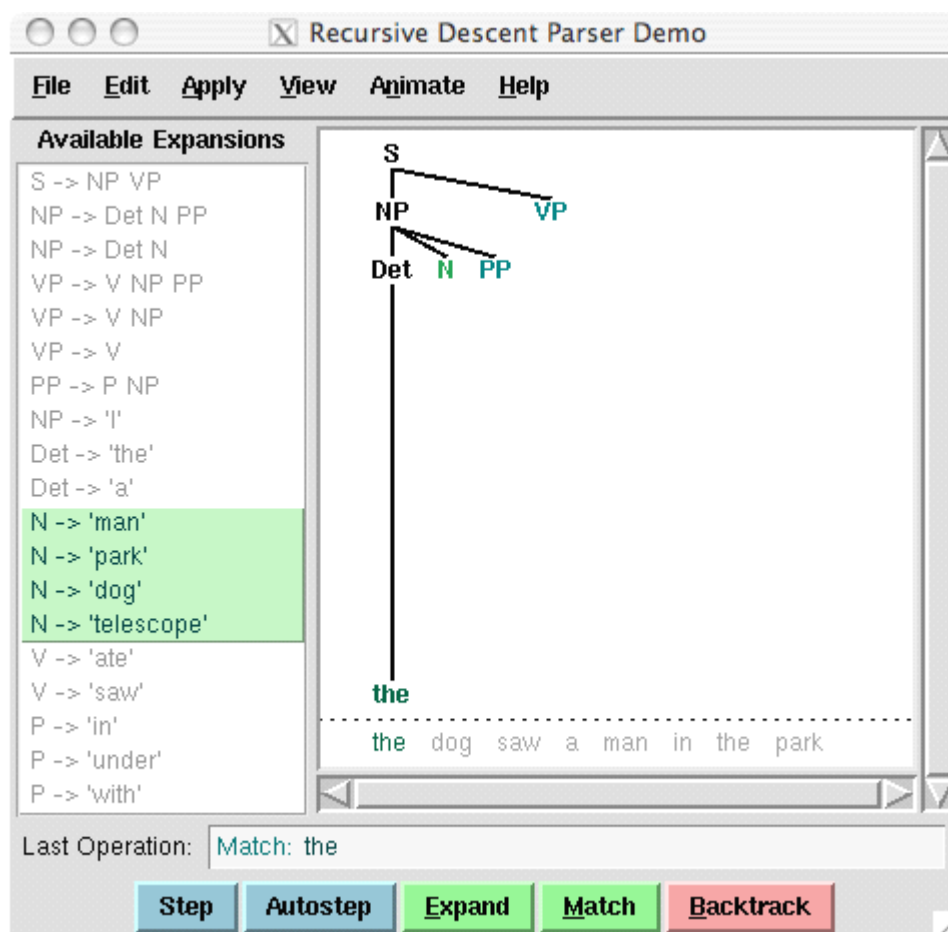 X Recursive Descent Parser Demo
File Edit Apply View Animate Help
Available Expansions
S -> NP VP
NP -> Det N PP
NP -> Det N
VP -> V NP PP
VP -> V NP
VP -> V
PP -> P NP
NP -> 'I'
Det -> 'the'
Det -> 'a'
N -> 'man'
N -> 'park'
N -> 'dog'
N -> 'telescope'
V -> 'ate'
V -> 'saw'
P -> 'in'
P -> 'under'
P -> 'with'
S
NP VP
Det N PP
the
the dog saw a man in the park
Last Operation: Match: the
Step Autostep Expand Match Backtrack